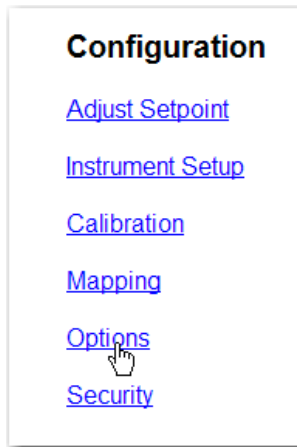 Configuration
Adjust Setpoint
Instrument Setup
Calibration
Mapping
Options
Security